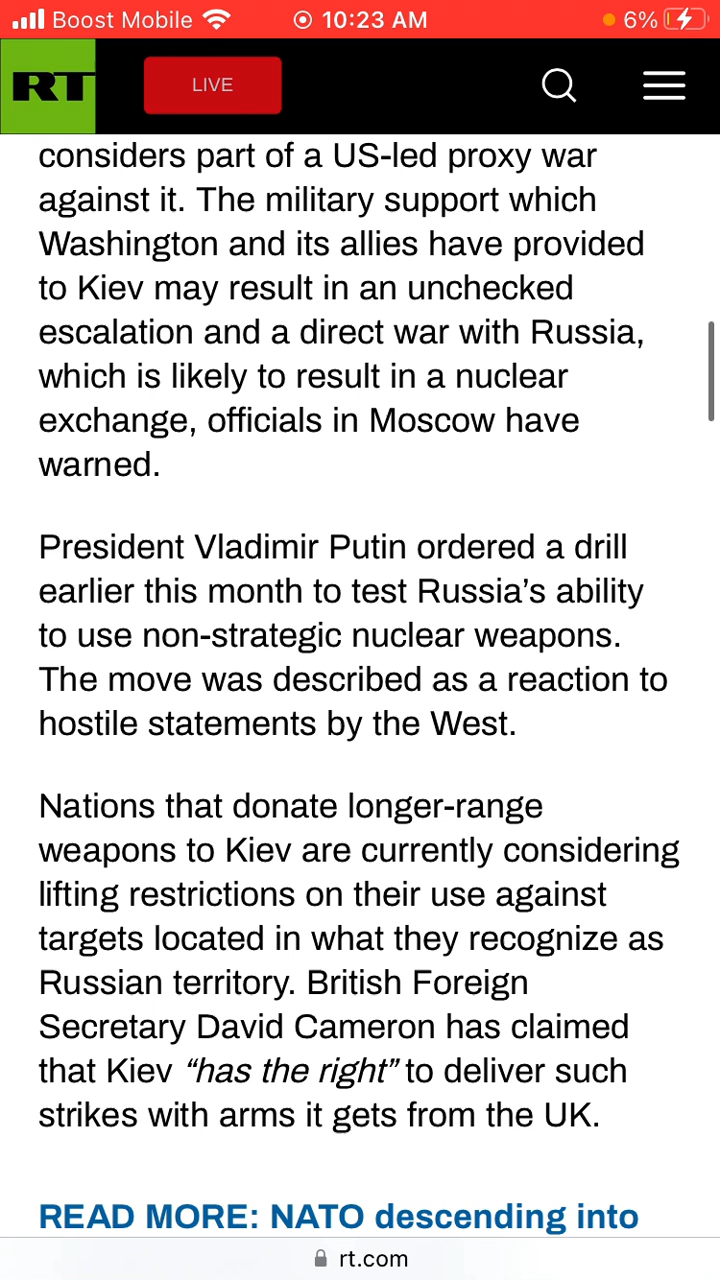 Boost Mobile 10:23 AM 6%
RT LIVE
considers part of a US-led proxy war
against it. The military support which
Washington and its allies have provided
to Kiev may result in an unchecked
escalation and a direct war with Russia,
which is likely to result in a nuclear
exchange, officials in Moscow have
warned.
President Vladimir Putin ordered a drill
earlier this month to test Russia’s ability
to use non-strategic nuclear weapons.
The move was described as a reaction to
hostile statements by the West.
Nations that donate longer-range
weapons to Kiev are currently considering
lifting restrictions on their use against
targets located in what they recognize as
Russian territory. British Foreign
Secretary David Cameron has claimed
that Kiev “has the right” to deliver such
strikes with arms it gets from the UK.
READ MORE: NATO descending into
rt.com